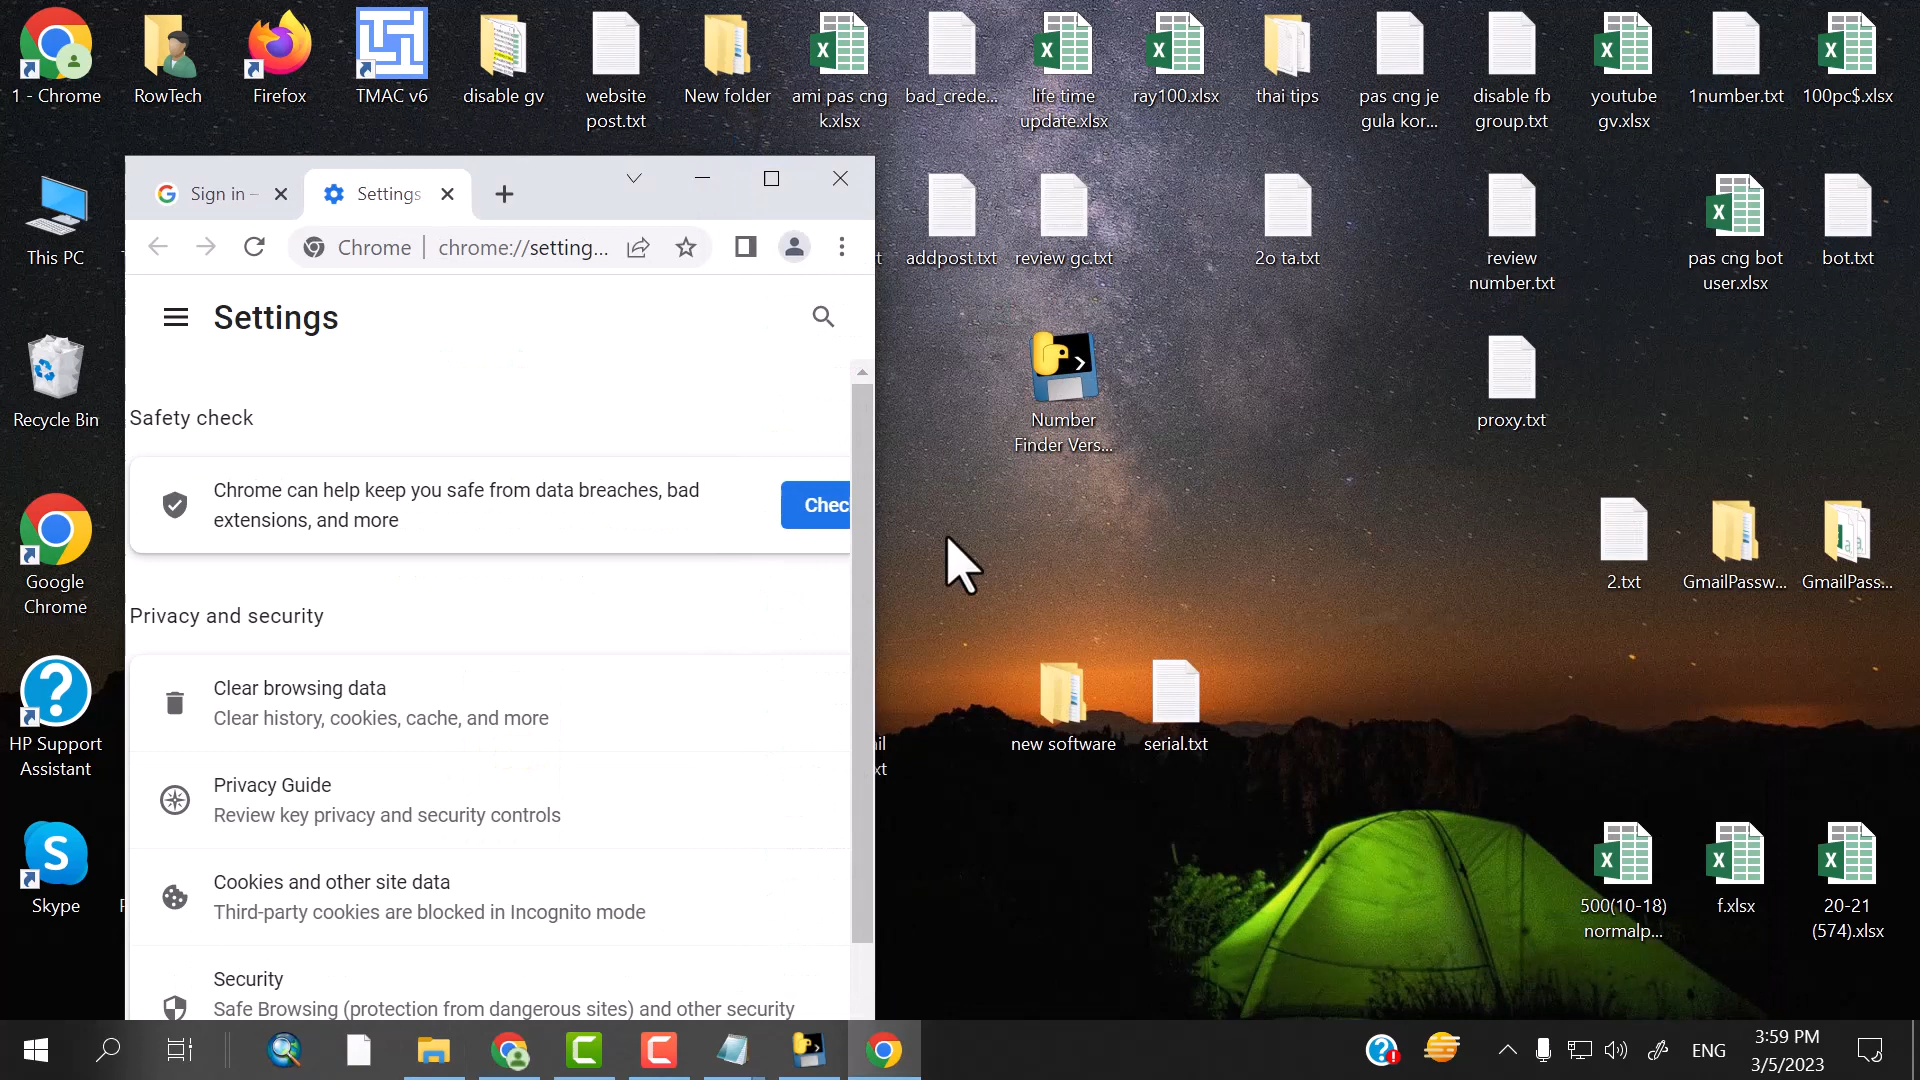 1 - Chrome
RowTech
Firefox
TMAC v6
disable gv
website
post.txt
New folder
ami pas cng
k.xlsx
bad_crede...
life time
update.xlsx
ray100.xlsx
thai tips
pas cng je
gula kor...
disable fb
group.txt
youtube
gv.xlsx
1number.txt
100pc$.xlsx
Sign in –
Settings
This PC
Chrome
chrome://setting...
addpost.txt
review gc.txt
2o ta.txt
review
number.txt
pas cng bot
user.xlsx
bot.txt
Settings
Recycle Bin
Number
Finder Vers...
proxy.txt
Safety check
Chrome can help keep you safe from data breaches, bad
extensions, and more
Chec
Google
Chrome
2.txt
GmailPassw...
GmailPass...
Privacy and security
Clear browsing data
Clear history, cookies, cache, and more
HP Support
Assistant
new software
serial.txt
Privacy Guide
Review key privacy and security controls
Cookies and other site data
Third-party cookies are blocked in Incognito mode
Skype
500(10-18)
normalp...
f.xlsx
20-21
(574).xlsx
Security
Safe Browsing (protection from dangerous sites) and other security
ENG
3:59 PM
3/5/2023